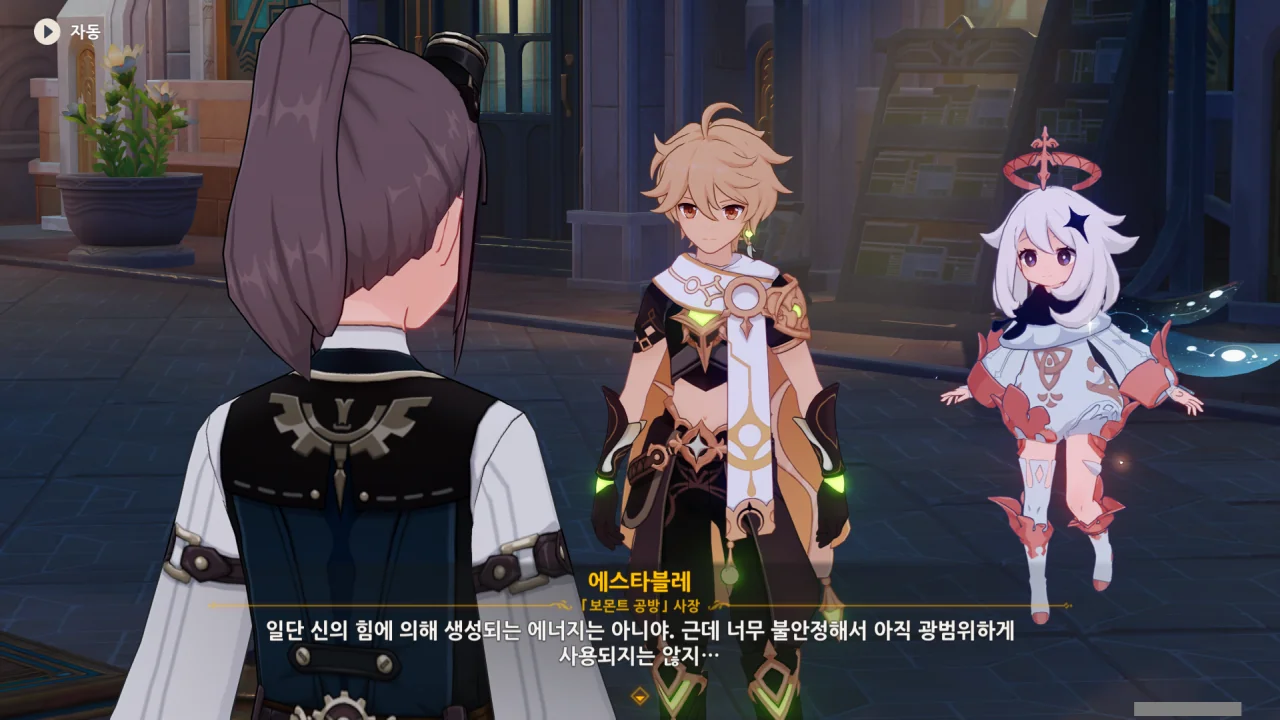 자동
에스타블레
「보몬트 공방」 사장
일단 신의 힘에 의해 생성되는 에너지는 아니야. 근데 너무 불안정해서 아직 광범위하게
사용되지는 않지…